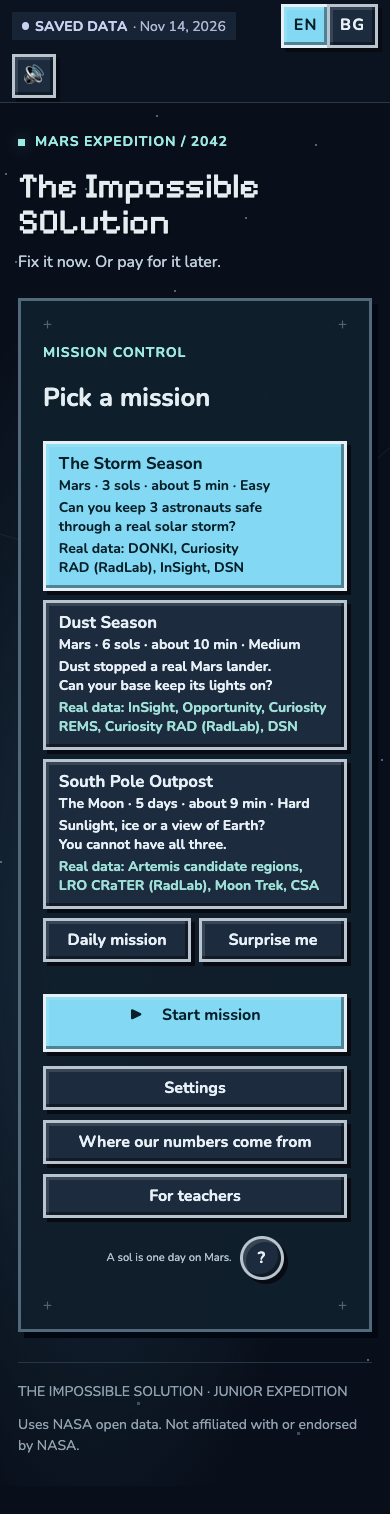 SAVED DATA · Nov 14, 2026
EN
BG
MARS EXPEDITION / 2042
The Impossible
SOLution
Fix it now. Or pay for it later.
MISSION CONTROL
Pick a mission
The Storm Season
Mars · 3 sols · about 5 min · Easy
Can you keep 3 astronauts safe
through a real solar storm?
Real data: DONKI, Curiosity
RAD (RadLab), InSight, DSN
Dust Season
Mars · 6 sols · about 10 min · Medium
Dust stopped a real Mars lander.
Can your base keep its lights on?
Real data: InSight, Opportunity, Curiosity
REMS, Curiosity RAD (RadLab), DSN
South Pole Outpost
The Moon · 5 days · about 9 min · Hard
Sunlight, ice or a view of Earth?
You cannot have all three.
Real data: Artemis candidate regions,
LRO CRaTER (RadLab), Moon Trek, CSA
Daily mission
Surprise me
Start mission
Settings
Where our numbers come from
For teachers
A sol is one day on Mars.
?
THE IMPOSSIBLE SOLUTION · JUNIOR EXPEDITION
Uses NASA open data. Not affiliated with or endorsed
by NASA.